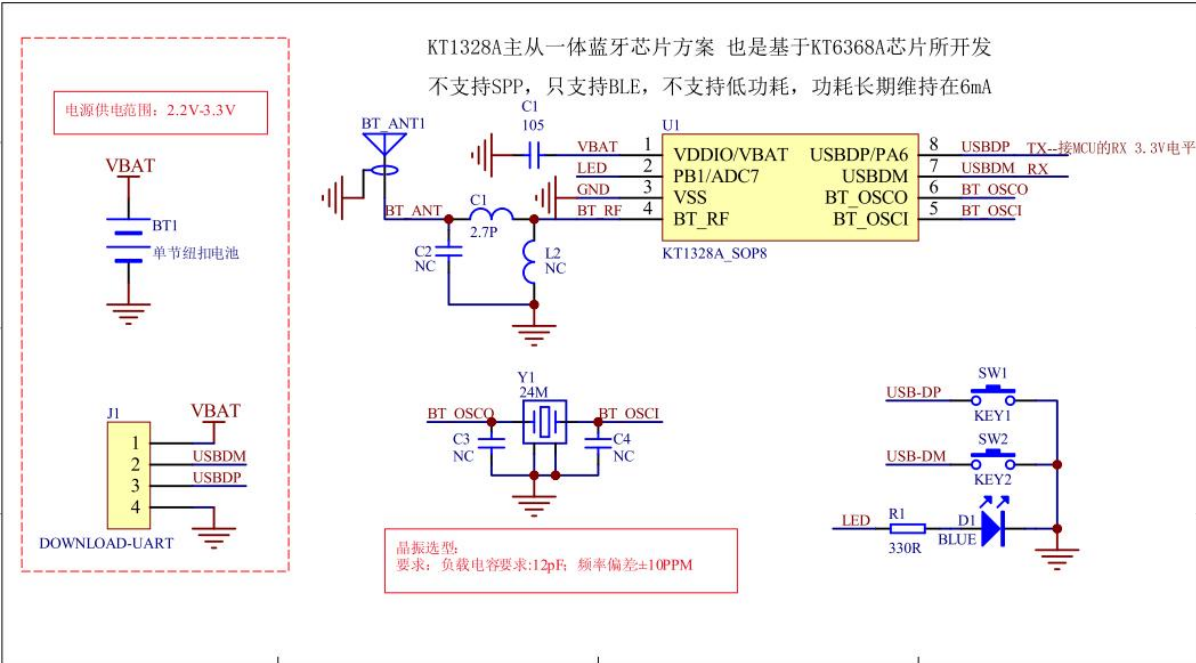 KT1328A主从一体蓝牙芯片方案 也是基于KT6368A芯片所开发
不支持SPP，只支持BLE，不支持低功耗，功耗长期维持在6mA
电源供电范围：2.2V-3.3V
VBAT
BT1
单节纽扣电池
J1
VBAT
1
2 USBDM
3 USBDP
4
DOWNLOAD-UART
BT_ANT1
C1
105
VBAT 1
LED 2
GND 3
BT_RF 4
BT_ANT
C1
2.7P
C2
NC
L2
NC
U1
VDDIO/VBAT USBDP/PA6
PB1/ADC7 USBDM
VSS BT_OSCO
BT_RF BT_OSCI
KT1328A_SOP8
8 USBDP TX--接MCU的RX 3.3V电平
7 USBDM RX
6 BT_OSCO
5 BT_OSCI
Y1
24M
BT_OSCO BT_OSCI
C3
NC
C4
NC
晶振选型:
要求：负载电容要求:12pF；频率偏差:±10PPM
SW1
USB-DP
KEY1
SW2
USB-DM
KEY2
LED R1 D1
330R BLUE